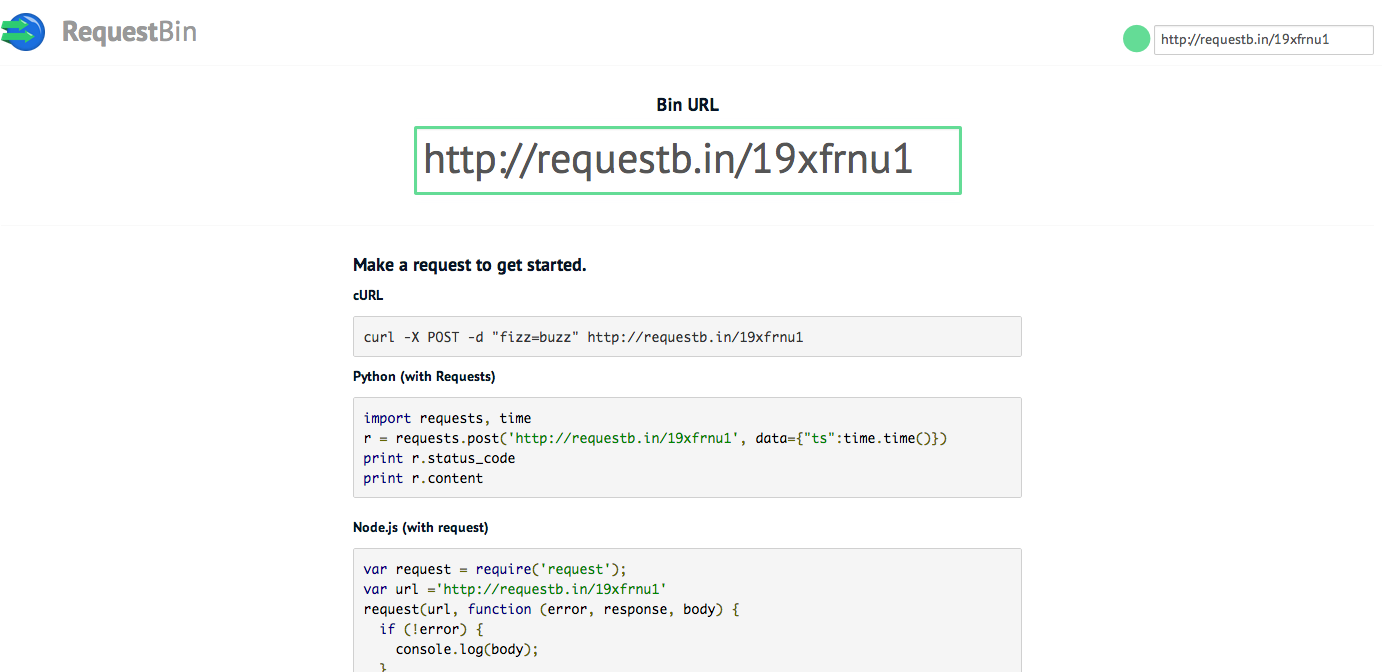 RequestBin
http://requestb.in/19xfrnu1
Bin URL
http://requestb.in/19xfrnu1
Make a request to get started.
cURL
curl -X POST -d "fizz=buzz" http://requestb.in/19xfrnu1
Python (with Requests)
import requests, time
r = requests.post('http://requestb.in/19xfrnu1', data={"ts":time.time()})
print r.status_code
print r.content
Node.js (with request)
var request = require('request');
var url ='http://requestb.in/19xfrnu1'
request(url, function (error, response, body) {
  if (!error) {
    console.log(body);
  }